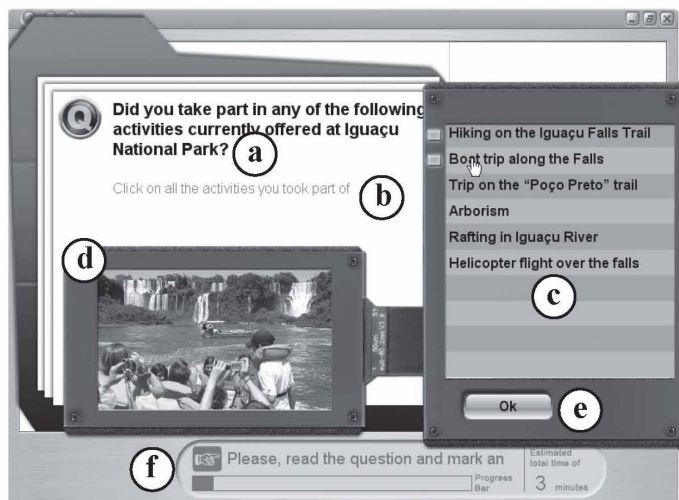 Q
Did you take part in any of the following
activities currently offered at Iguaçu
National Park?
a
Click on all the activities you took part of
b
Hiking on the Iguaçu Falls Trail
Boat trip along the Falls
Trip on the “Poço Preto” trail
Arborism
Rafting in Iguaçu River
Helicopter flight over the falls
c
d
Ok
e
f
Please, read the question and mark an
Progress
Bar
Estimated
total time of
3 minutes